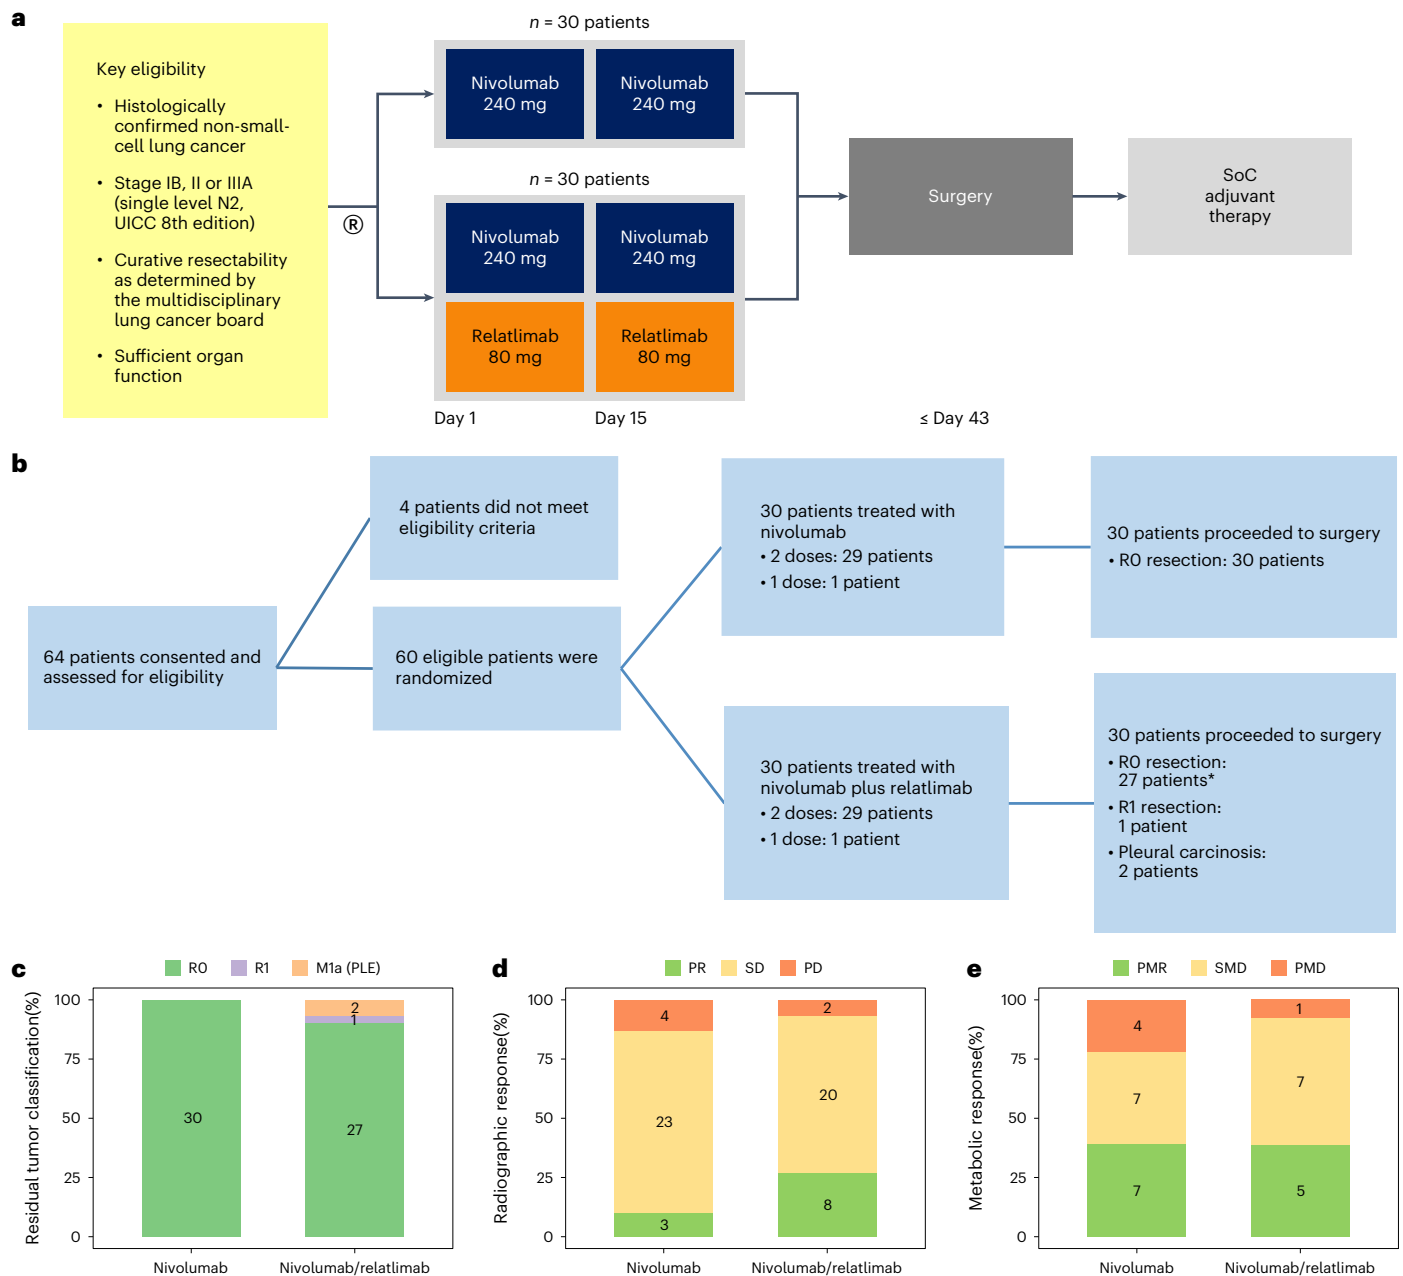 a
Key eligibility
• Histologically
confirmed non-small-
cell lung cancer
• Stage IB, II or IIIA
(single level N2,
UICC 8th edition)
• Curative resectability
as determined by
the multidisciplinary
lung cancer board
• Sufficient organ
function
®
n = 30 patients
Nivolumab
240 mg
Nivolumab
240 mg
n = 30 patients
Nivolumab
240 mg
Nivolumab
240 mg
Relatlimab
80 mg
Relatlimab
80 mg
Day 1
Day 15
Surgery
≤ Day 43
SoC
adjuvant
therapy
b
64 patients consented and
assessed for eligibility
4 patients did not meet
eligibility criteria
60 eligible patients were
randomized
30 patients treated with
nivolumab
• 2 doses: 29 patients
• 1 dose: 1 patient
30 patients proceeded to surgery
• R0 resection: 30 patients
30 patients treated with
nivolumab plus relatlimab
• 2 doses: 29 patients
• 1 dose: 1 patient
30 patients proceeded to surgery
• R0 resection:
27 patients*
• R1 resection:
1 patient
• Pleural carcinosis:
2 patients
c
R0 R1 M1a (PLE)
Residual tumor classification(%)
100
75
50
25
0
30
2
1
27
Nivolumab
Nivolumab/relatlimab
d
PR SD PD
Radiographic response(%)
100
75
50
25
0
4
23
3
2
20
8
Nivolumab
Nivolumab/relatlimab
e
PMR SMD PMD
Metabolic response(%)
100
75
50
25
0
4
7
7
1
7
5
Nivolumab
Nivolumab/relatlimab